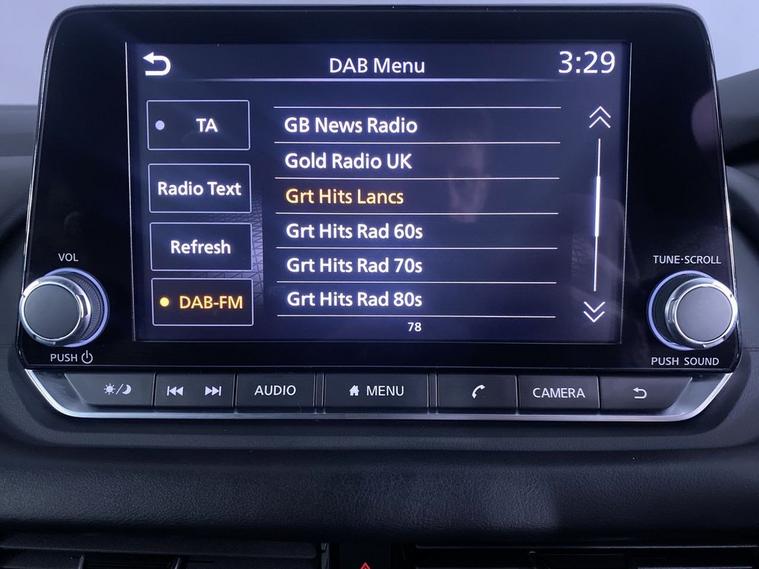 DAB Menu
3:29
TA
Radio Text
Refresh
DAB-FM
GB News Radio
Gold Radio UK
Grt Hits Lancs
Grt Hits Rad 60s
Grt Hits Rad 70s
Grt Hits Rad 80s
78
VOL
PUSH
TUNE·SCROLL
PUSH SOUND
AUDIO
MENU
CAMERA